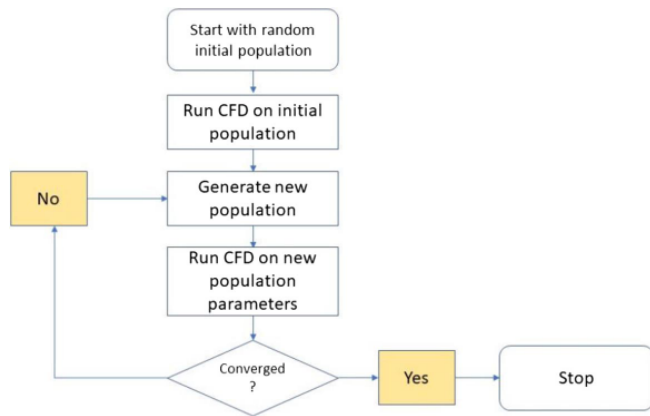 Start with random
initial population
Run CFD on initial
population
No
Generate new
population
Run CFD on new
population
parameters
Converged
?
Yes
Stop